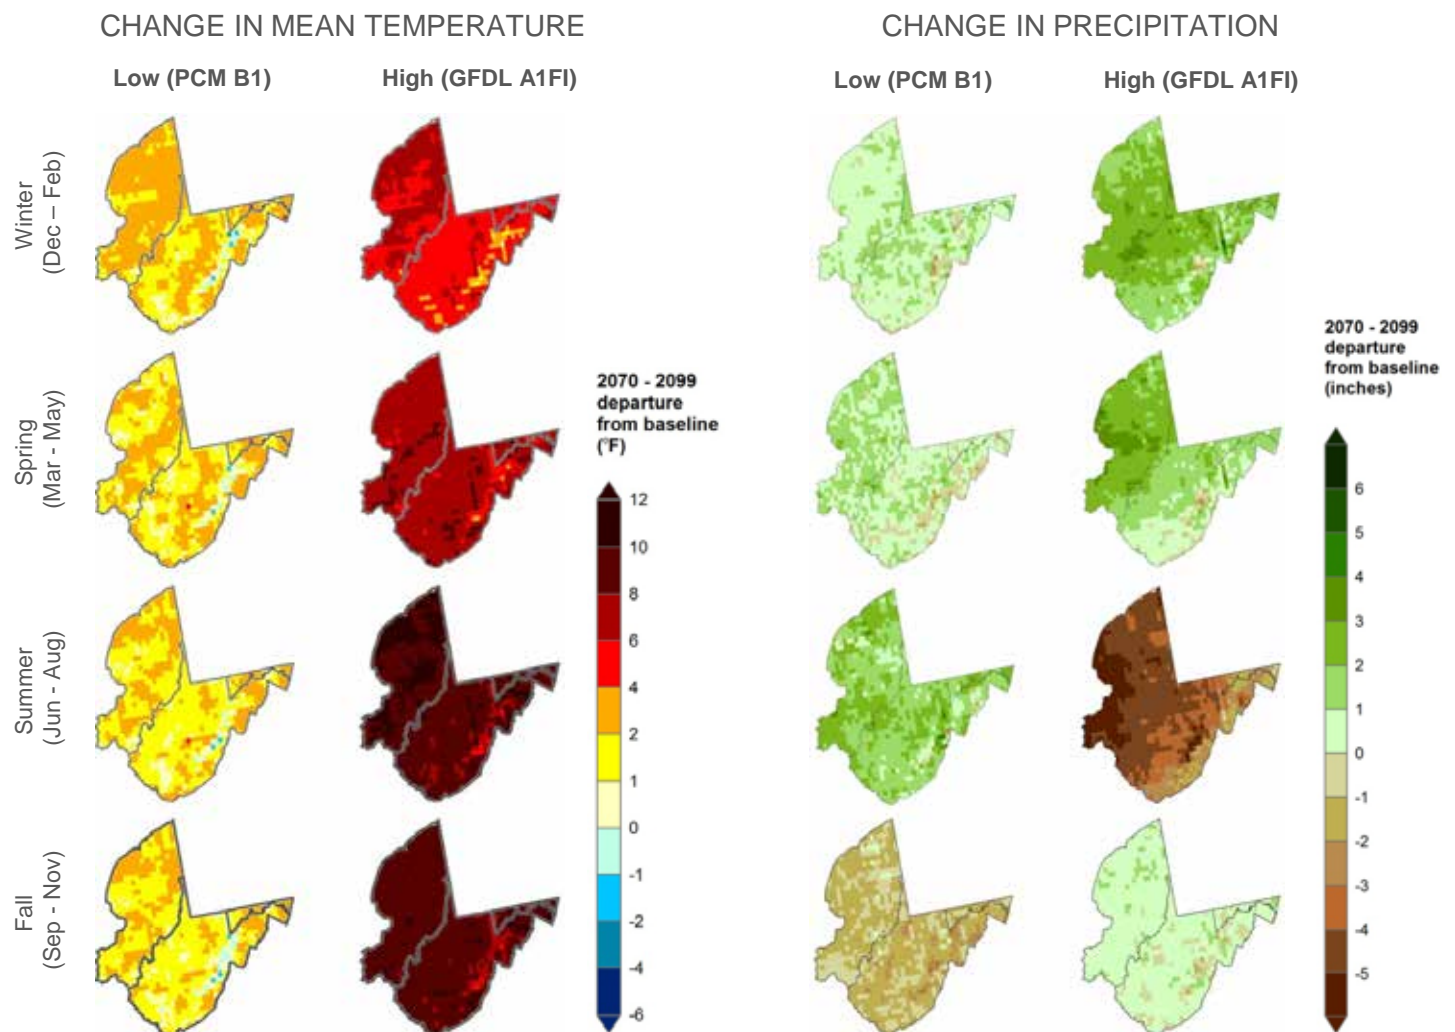 CHANGE IN MEAN TEMPERATURE
CHANGE IN PRECIPITATION
Low (PCM B1)
High (GFDL A1FI)
Low (PCM B1)
High (GFDL A1FI)
Winter
(Dec – Feb)
Spring
(Mar - May)
Summer
(Jun - Aug)
Fall
(Sep - Nov)
2070 - 2099
departure
from baseline
(°F)
12
10
8
6
4
2
1
0
-1
-2
-4
-6
2070 - 2099
departure
from baseline
(inches)
6
5
4
3
2
1
0
-1
-2
-3
-4
-5